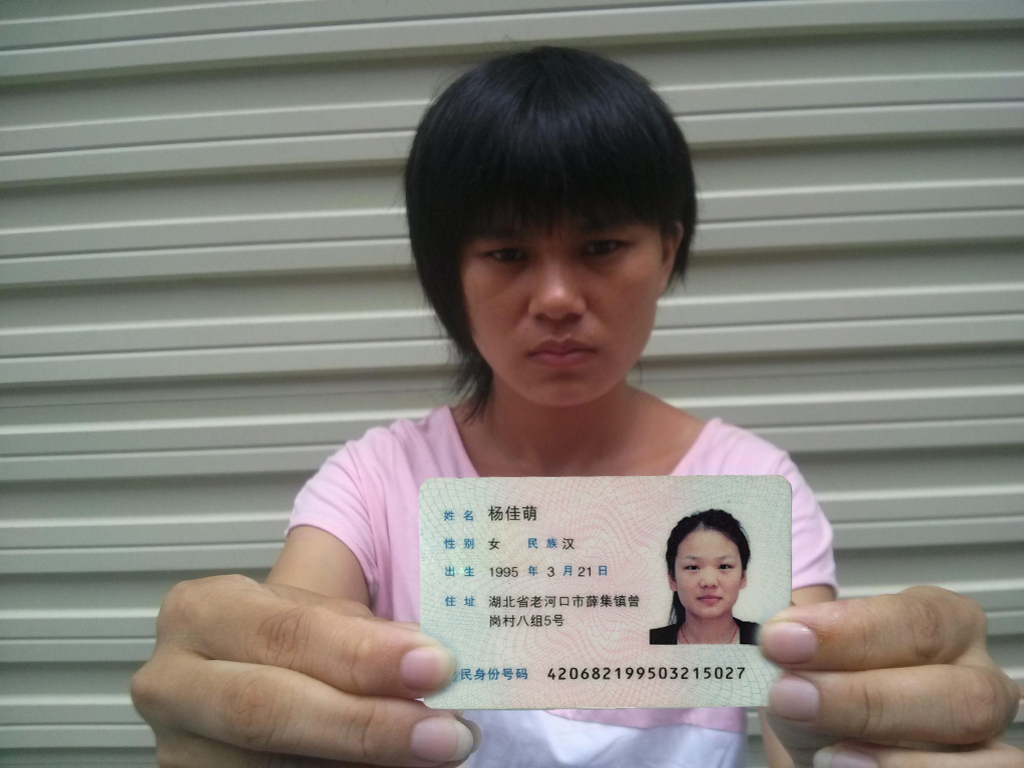 姓名 杨佳萌
性别 女 民族 汉
出生 1995 年 3 月 21 日
住址 湖北省老河口市薛集镇曾
岗村八组5号
民身份号码 420682199503215027